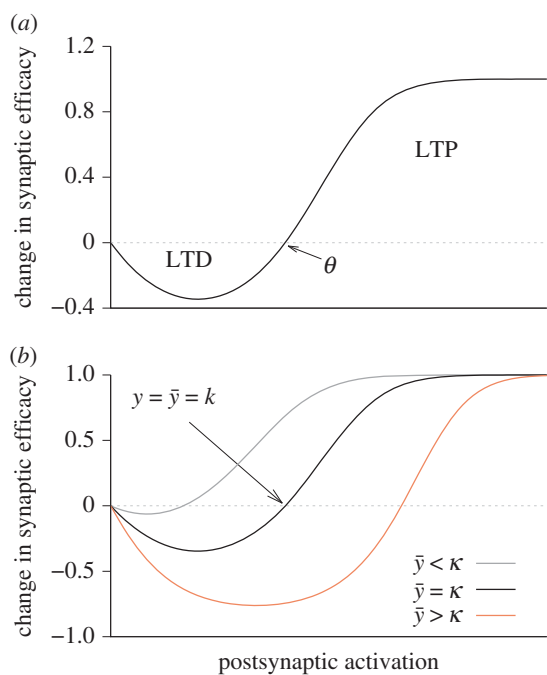 (a)
change in synaptic efficacy
1.2
0.8
0.4
0
−0.4
LTD
LTP
θ
(b)
change in synaptic efficacy
1.0
0.5
0
−0.5
−1.0
y = ȳ = k
ȳ < κ
ȳ = κ
ȳ > κ
postsynaptic activation